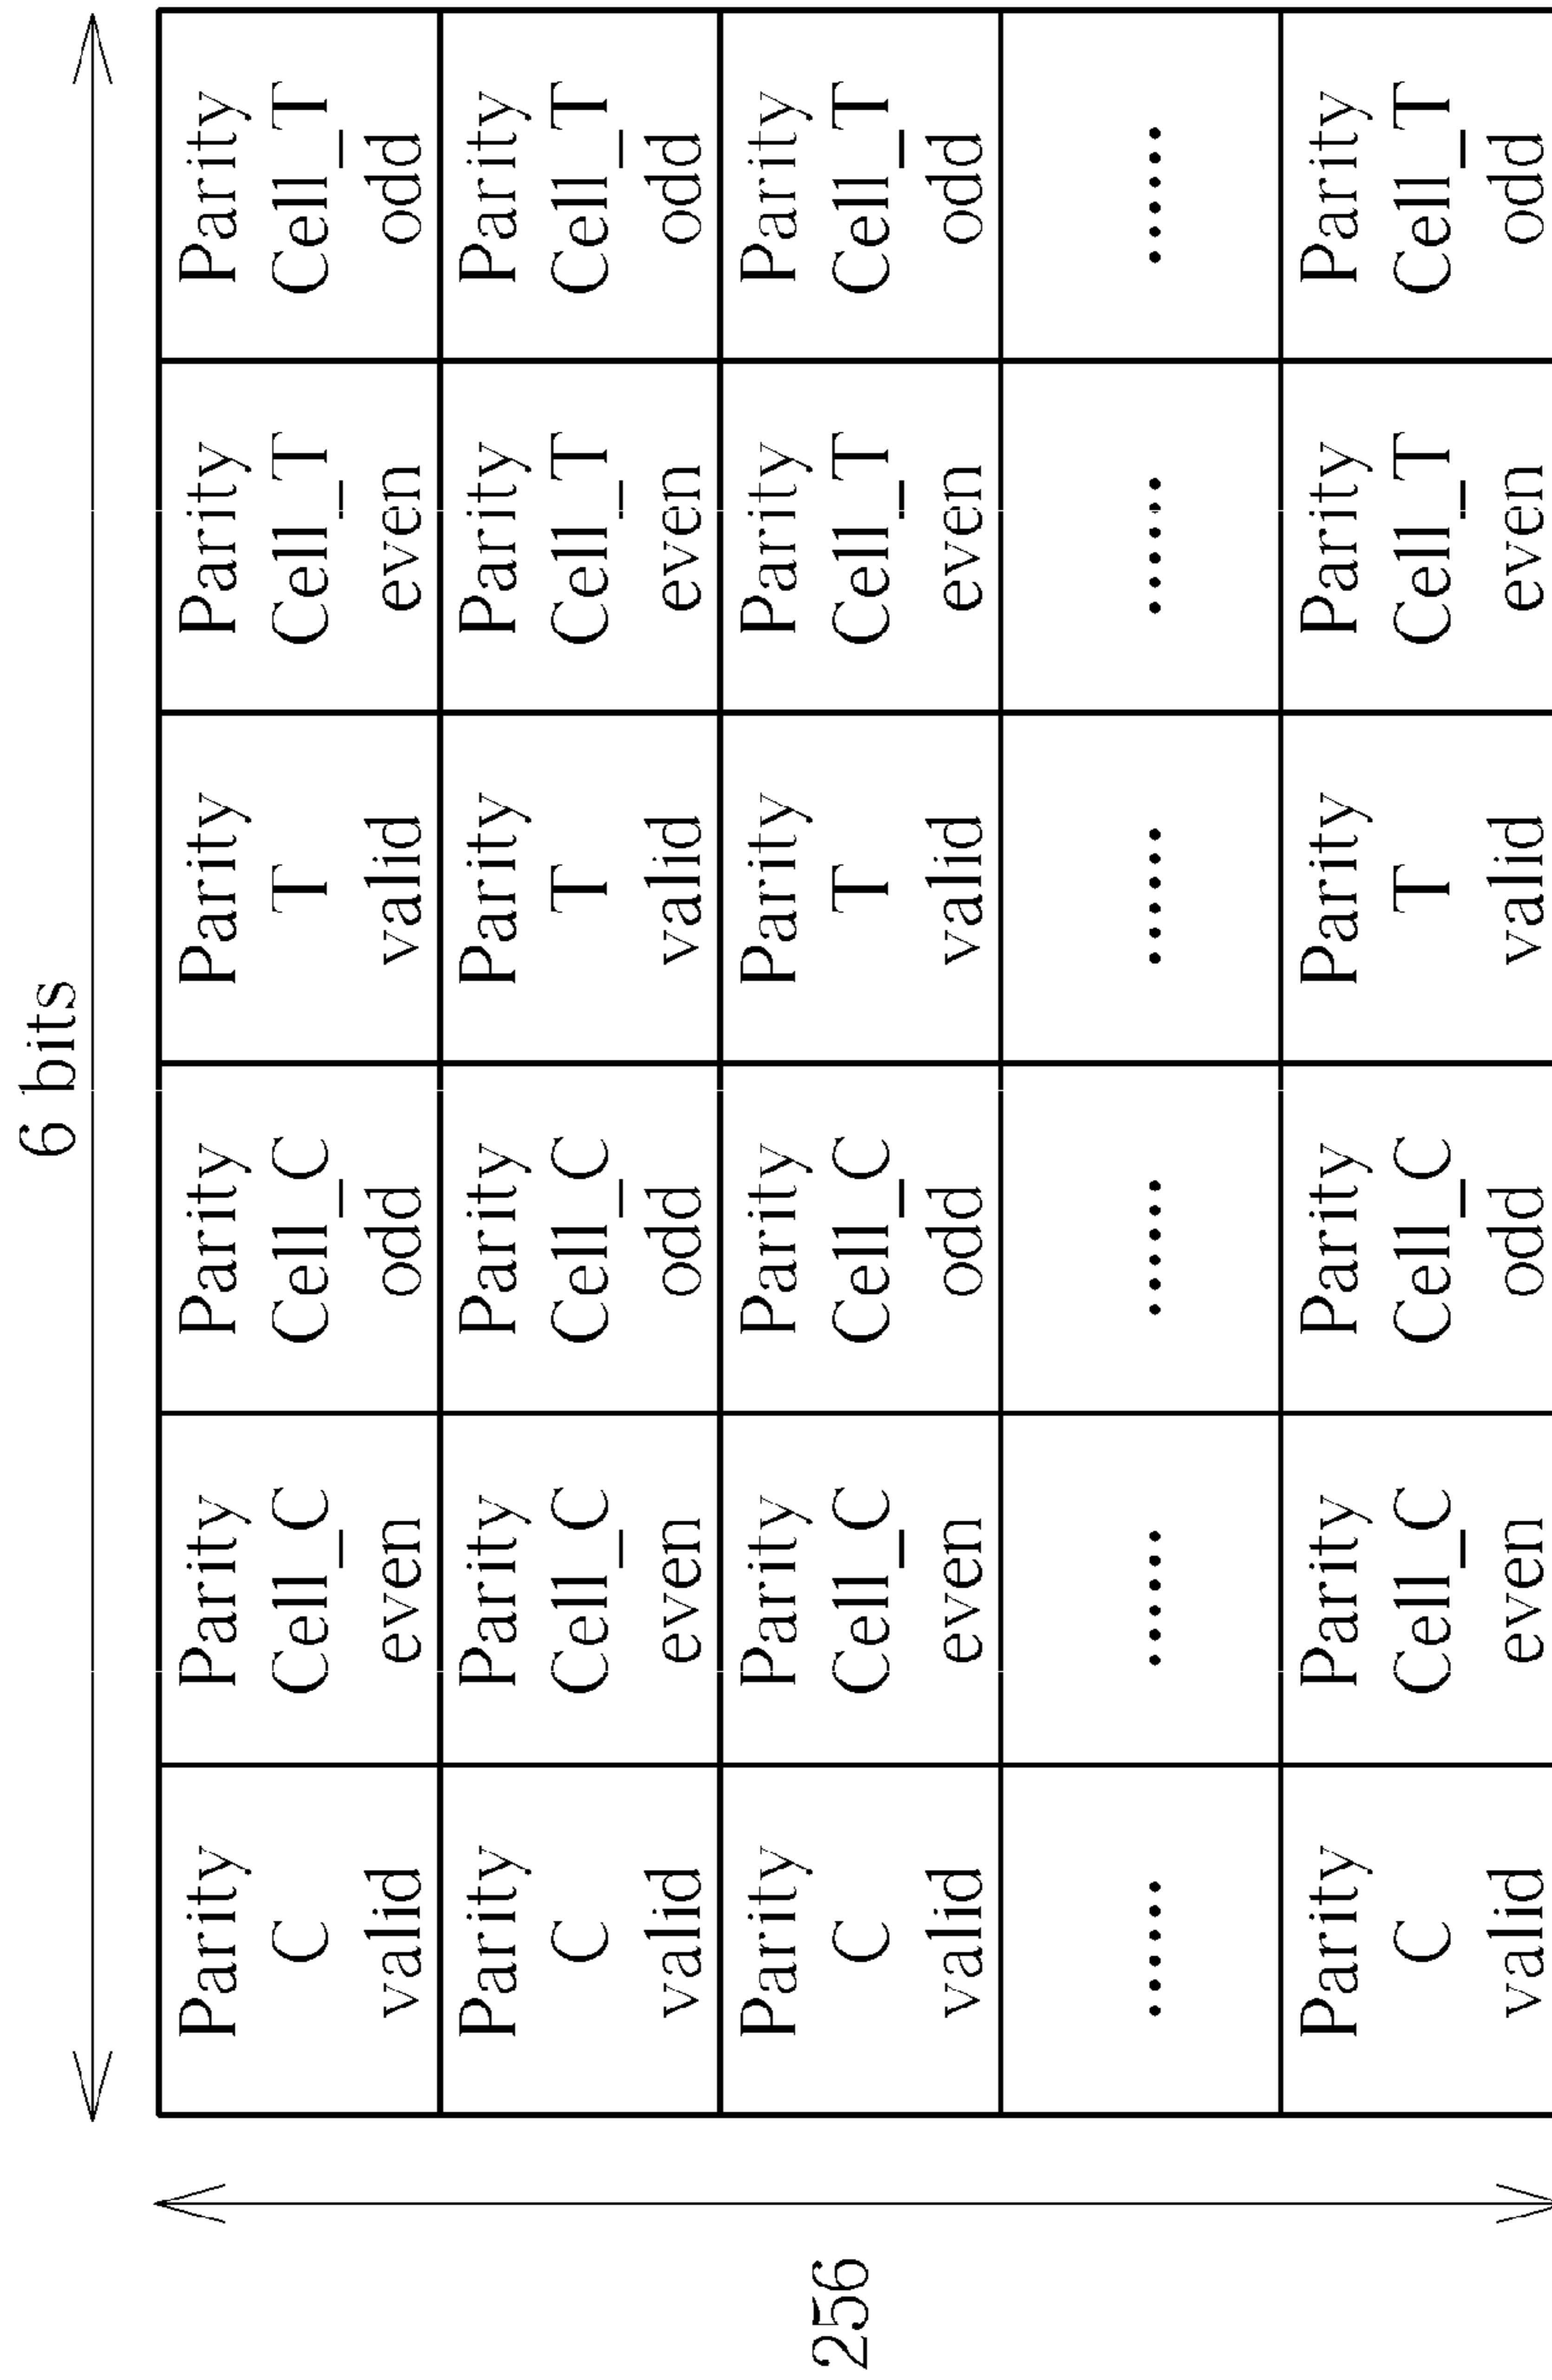 6 bits
256
Parity
C
valid
Parity
Cell_C
even
Parity
Cell_C
odd
Parity
T
valid
Parity
Cell_T
even
Parity
Cell_T
odd
Parity
C
valid
Parity
Cell_C
even
Parity
Cell_C
odd
Parity
T
valid
Parity
Cell_T
even
Parity
Cell_T
odd
Parity
C
valid
Parity
Cell_C
even
Parity
Cell_C
odd
Parity
T
valid
Parity
Cell_T
even
Parity
Cell_T
odd
......
......
......
......
......
......
Parity
C
valid
Parity
Cell_C
even
Parity
Cell_C
odd
Parity
T
valid
Parity
Cell_T
even
Parity
Cell_T
odd